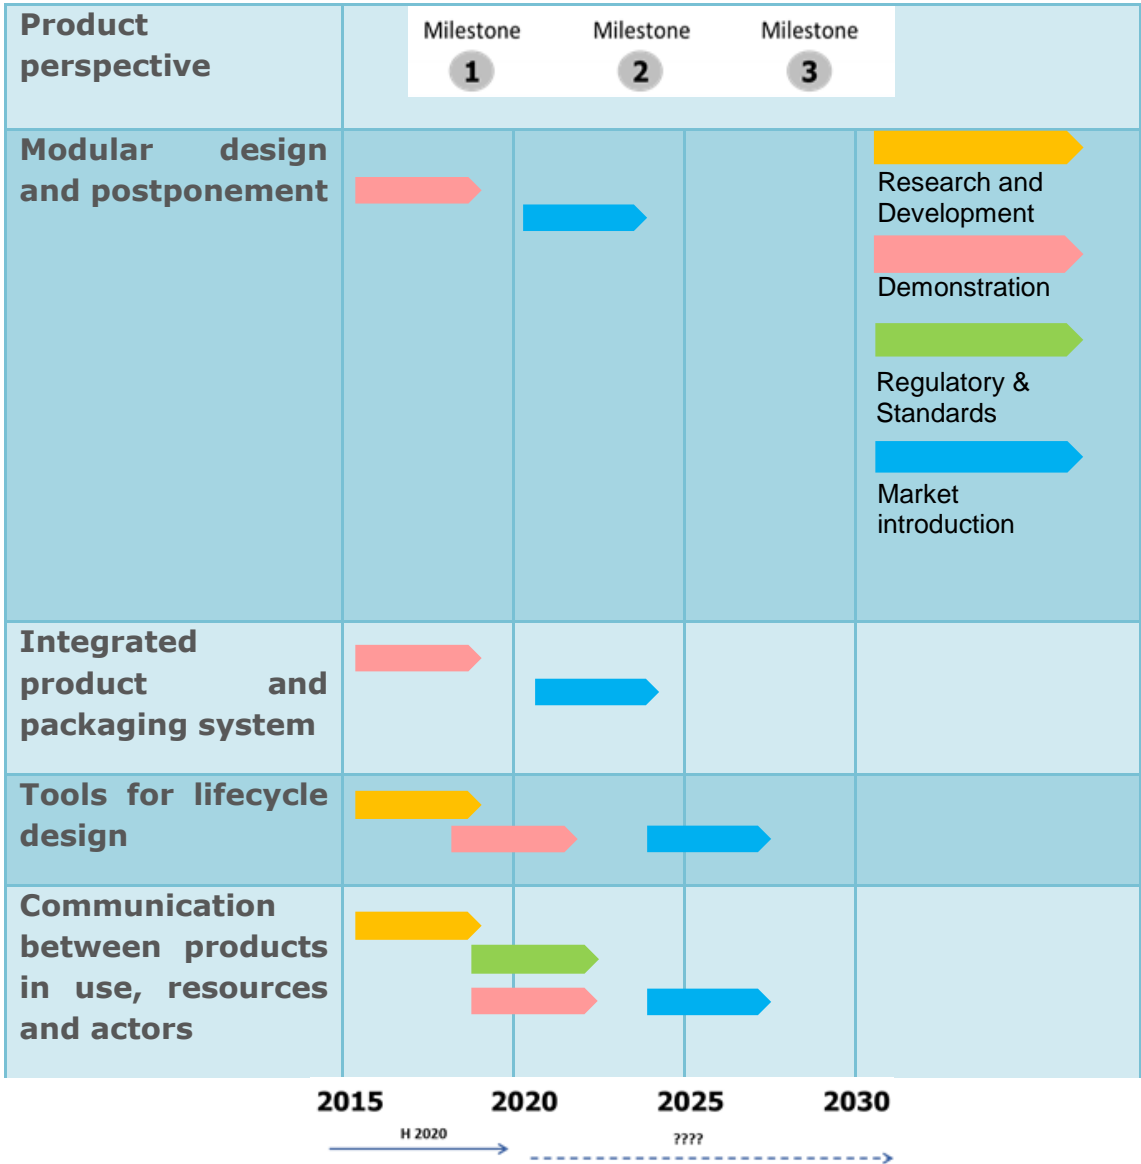 Product
perspective
Milestone Milestone Milestone
1 2 3
Modular design
and postponement
Research and
Development
Demonstration
Regulatory &
Standards
Market
introduction
Integrated
product and
packaging system
Tools for lifecycle
design
Communication
between products
in use, resources
and actors
2015 2020 2025 2030
H 2020 ????